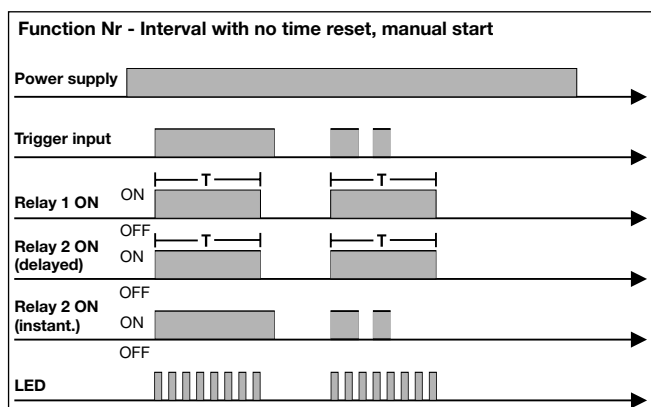 Function Nr - Interval with no time reset, manual start
Power supply
Trigger input
T T
Relay 1 ON ON
OFF
T T
Relay 2 ON
(delayed) ON
OFF
Relay 2 ON
(instant.) ON
OFF
LED